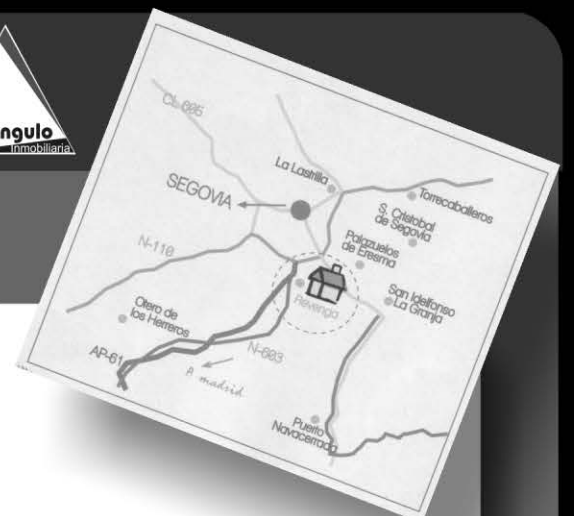 ngulo
Inmobiliaria
CL-605
La Lastrilla
Torrecaballeros
SEGOVIA
S. Cristobal
de Segovia
N-110
Palazuelos
de Eresma
San Ildelfonso
La Granja
Revenga
Otero de
los Herreros
AP-61
N-603
A madrid
Puerto
Navacerrada